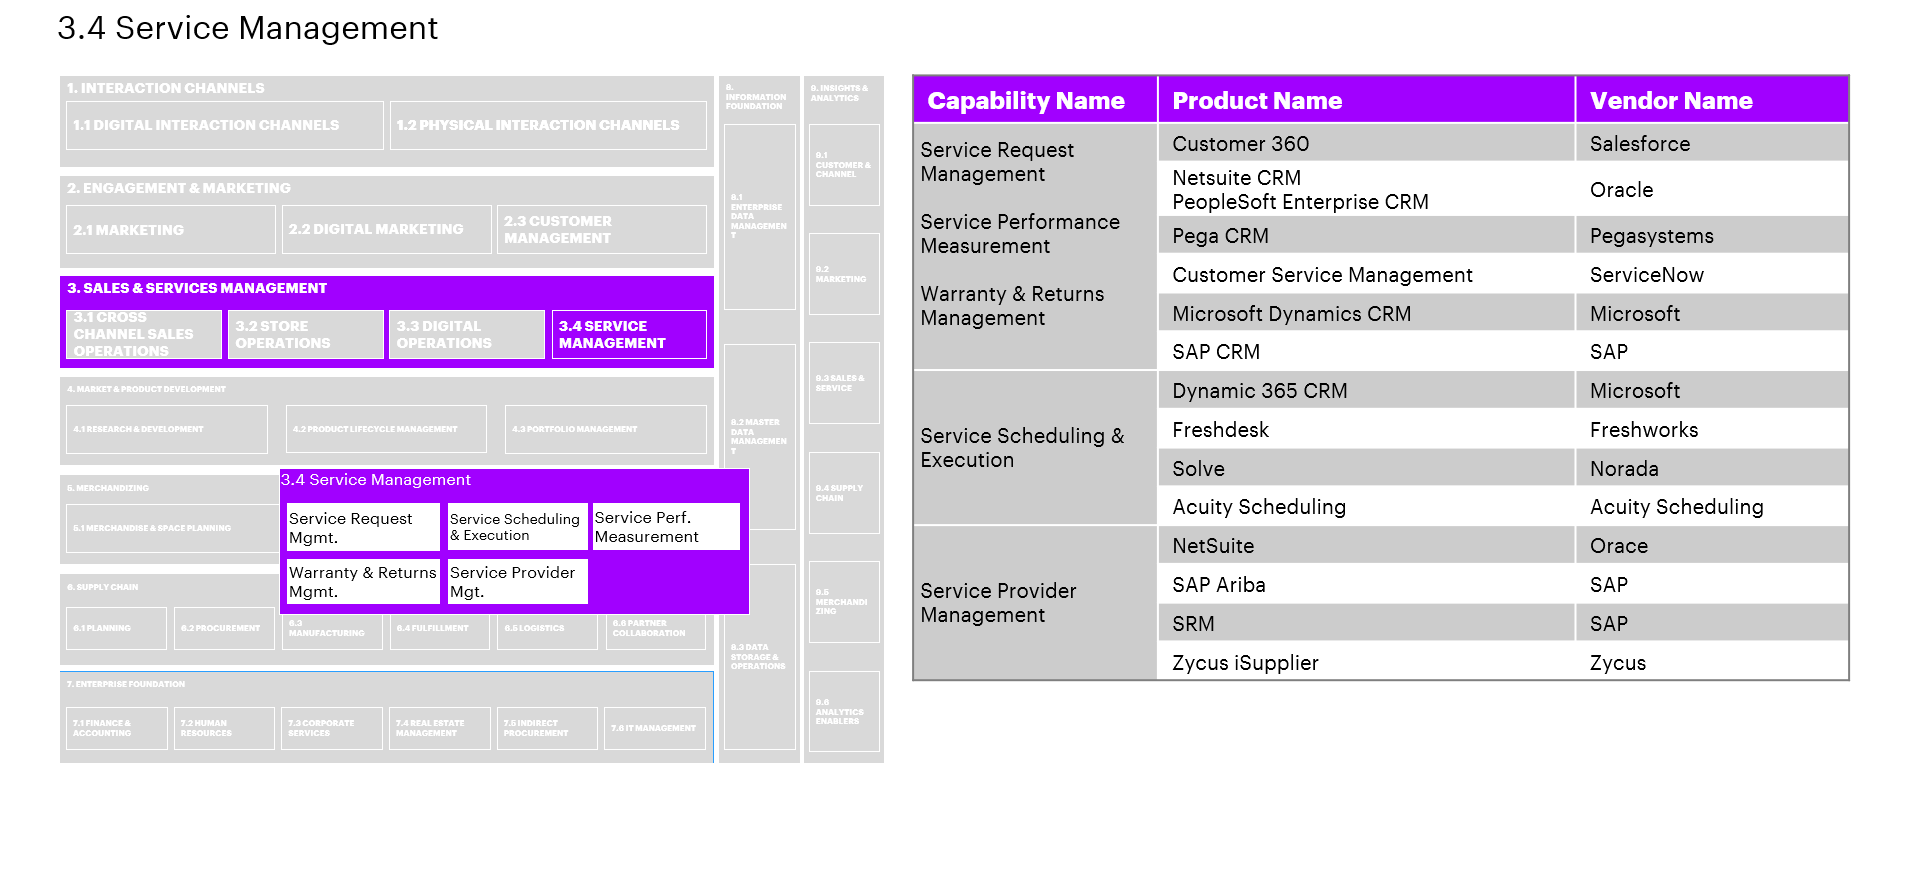 3.4 Service Management
1. INTERACTION CHANNELS
1.1 DIGITAL INTERACTION CHANNELS
1.2 PHYSICAL INTERACTION CHANNELS
2. ENGAGEMENT & MARKETING
2.1 MARKETING
2.2 DIGITAL MARKETING
2.3 CUSTOMER
MANAGEMENT
3. SALES & SERVICES MANAGEMENT
3.1 CROSS
CHANNEL SALES
OPERATIONS
3.2 STORE
OPERATIONS
3.3 DIGITAL
OPERATIONS
3.4 SERVICE
MANAGEMENT
4. MARKET & PRODUCT DEVELOPMENT
4.1 RESEARCH & DEVELOPMENT
4.2 PRODUCT LIFECYCLE MANAGEMENT
4.3 PORTFOLIO MANAGEMENT
5. MERCHANDIZING
5.1 MERCHANDISE & SPACE PLANNING
3.4 Service Management
Service Request
Mgmt.
Service Scheduling
& Execution
Service Perf.
Measurement
Warranty & Returns
Mgmt.
Service Provider
Mgt.
6. SUPPLY CHAIN
6.1 PLANNING
6.2 PROCUREMENT
6.3
MANUFACTURING
6.4 FULFILLMENT
6.5 LOGISTICS
6.6 PARTNER
COLLABORATION
7. ENTERPRISE FOUNDATION
7.1 FINANCE &
ACCOUNTING
7.2 HUMAN
RESOURCES
7.3 CORPORATE
SERVICES
7.4 REAL ESTATE
MANAGEMENT
7.5 INDIRECT
PROCUREMENT
7.6 IT MANAGEMENT
8.
INFORMATION
FOUNDATION
8.1
ENTERPRISE
DATA
MANAGEMEN
T
8.2 MASTER
DATA
MANAGEMEN
T
8.3 DATA
STORAGE &
OPERATIONS
9. INSIGHTS &
ANALYTICS
9.1
CUSTOMER &
CHANNEL
9.2
MARKETING
9.3 SALES &
SERVICE
9.4 SUPPLY
CHAIN
9.5
MERCHANDI
ZING
9.6
ANALYTICS
ENABLERS
Capability Name
Product Name
Vendor Name
Service Request
Management
Service Performance
Measurement
Warranty & Returns
Management
Customer 360
Salesforce
Netsuite CRM
PeopleSoft Enterprise CRM
Oracle
Pega CRM
Pegasystems
Customer Service Management
ServiceNow
Microsoft Dynamics CRM
Microsoft
SAP CRM
SAP
Service Scheduling &
Execution
Dynamic 365 CRM
Microsoft
Freshdesk
Freshworks
Solve
Norada
Acuity Scheduling
Acuity Scheduling
Service Provider
Management
NetSuite
Orace
SAP Ariba
SAP
SRM
SAP
Zycus iSupplier
Zycus